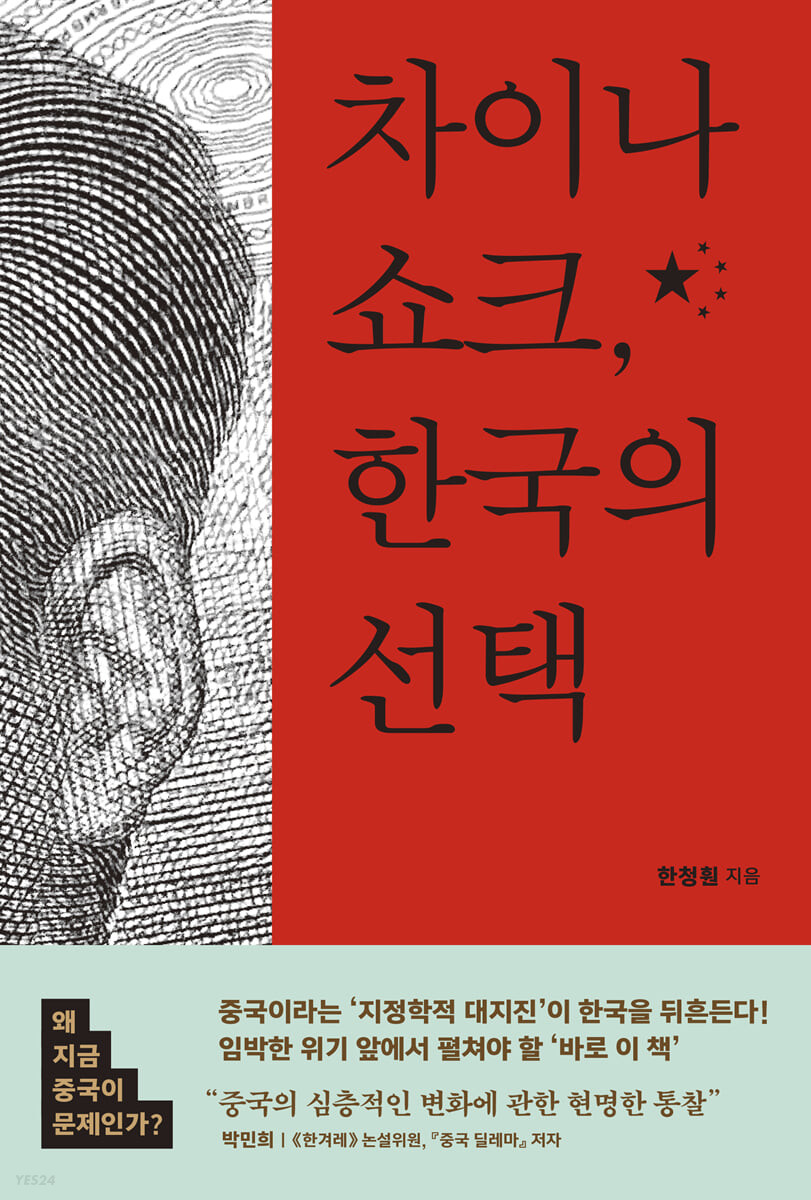 차이나
쇼크,
한국의
선택
한청훤 지음
왜
지금
중국이
문제인가?
중국이라는 ‘지정학적 대지진’이 한국을 뒤흔든다!
임박한 위기 앞에서 펼쳐야 할 ‘바로 이 책’
“중국의 심층적인 변화에 관한 현명한 통찰”
박민희 | 《한겨레》 논설위원, 『중국 딜레마』 저자
YES24